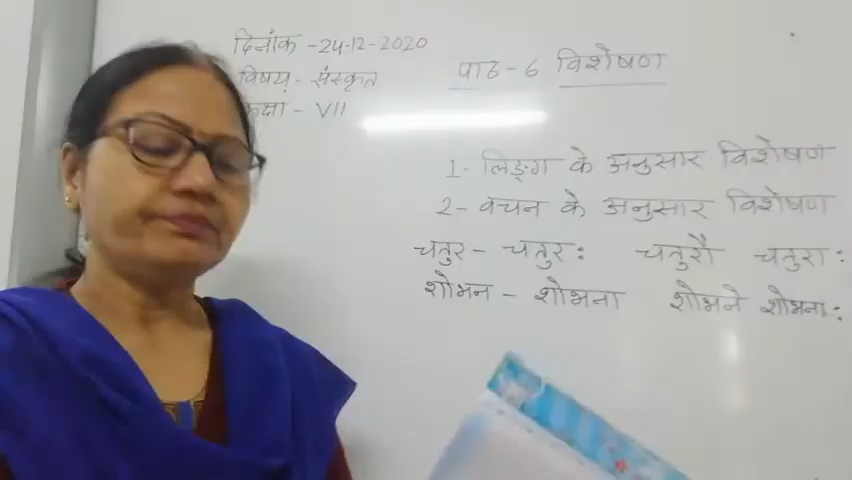 दिनांक -24-12-2020
विषय - संस्कृत
कक्षा - VII
पाठ - 6 विशेषण
1- लिङ्ग के अनुसार विशेषण
2- वचन के अनुसार विशेषण
चतुर - चतुर: चतुरौ चतुरा:
शोभन - शोभना शोभने शोभना: